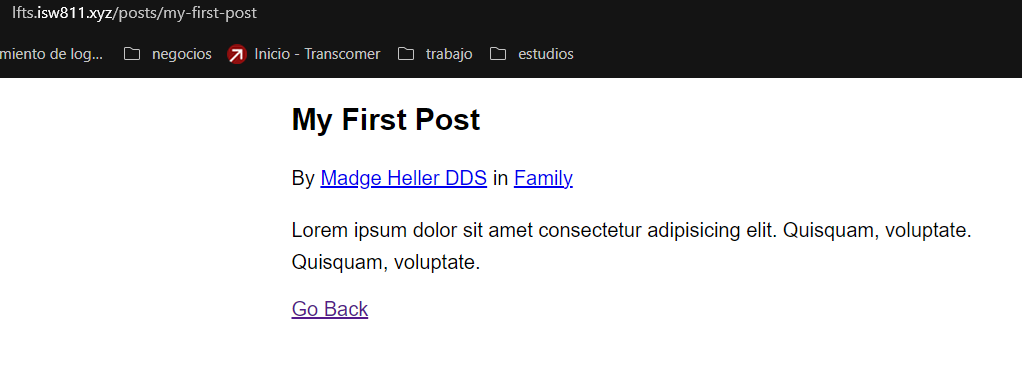 lfts.isw811.xyz/posts/my-first-post
miento de log... negocios Inicio - Transcomer trabajo estudios
My First Post
By Madge Heller DDS in Family
Lorem ipsum dolor sit amet consectetur adipisicing elit. Quisquam, voluptate.
Quisquam, voluptate.
Go Back